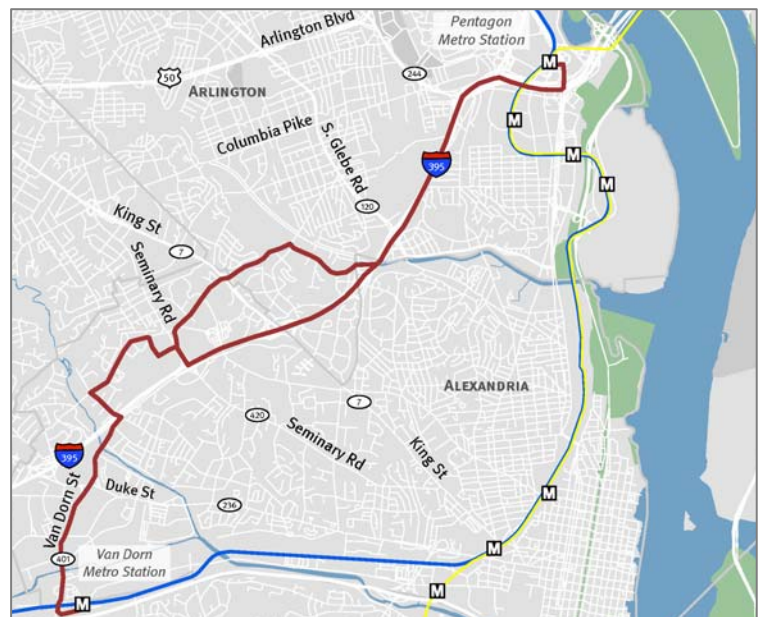 Pentagon
Metro Station
Arlington Blvd
M
244
50
ARLINGTON
Columbia Pike
S. Glebe Rd
M
395
M
M
120
King St
7
Seminary Rd
ALEXANDRIA
7
420
Seminary Rd
King St
395
Van Dorn St
Duke St
M
236
M
401
Van Dorn
Metro Station
M
M